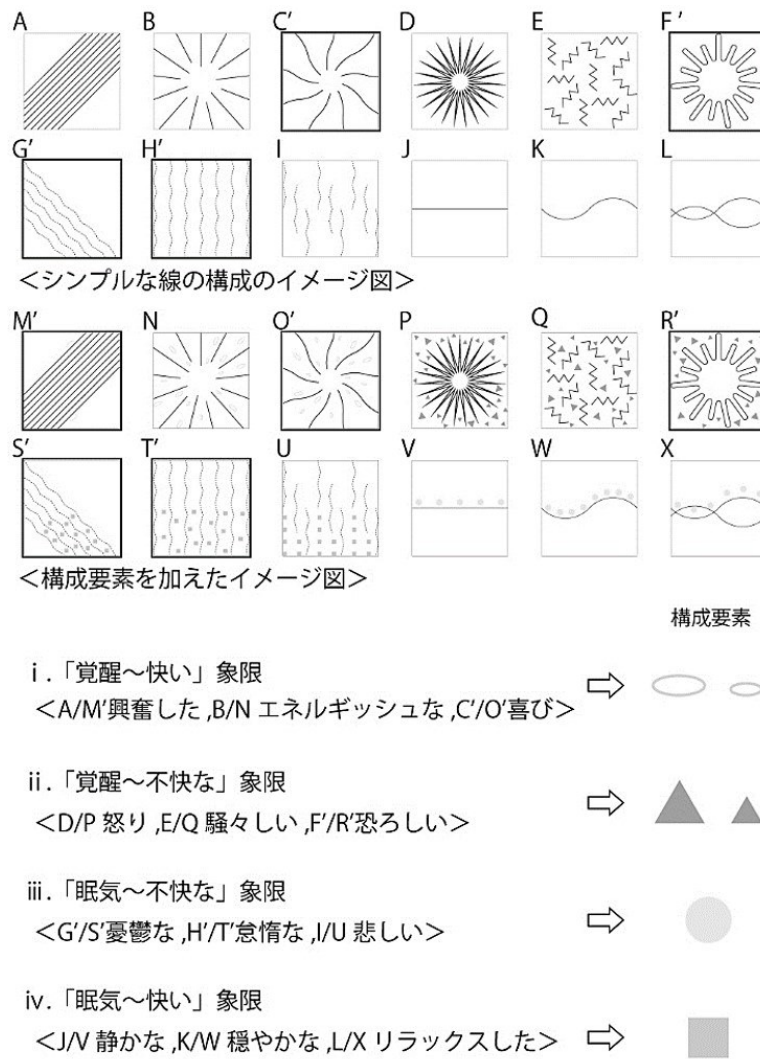 A B C’ D E F’
G’ H’ I J K L
＜シンプルな線の構成のイメージ図＞
M’ N O’ P Q R’
S’ T’ U V W X
＜構成要素を加えたイメージ図＞
構成要素
ⅰ.「覚醒～快い」象限
＜A/M’興奮した ,B/N エネルギッシュな ,C’/O’喜び＞
ⅱ.「覚醒～不快な」象限
＜D/P 怒り ,E/Q 騒々しい ,F’/R’恐ろしい＞
ⅲ.「眠気～不快な」象限
＜G’/S’憂鬱な ,H’/T’怠惰な ,I/U 悲しい＞
ⅳ.「眠気～快い」象限
＜J/V 静かな ,K/W 穏やかな ,L/X リラックスした＞